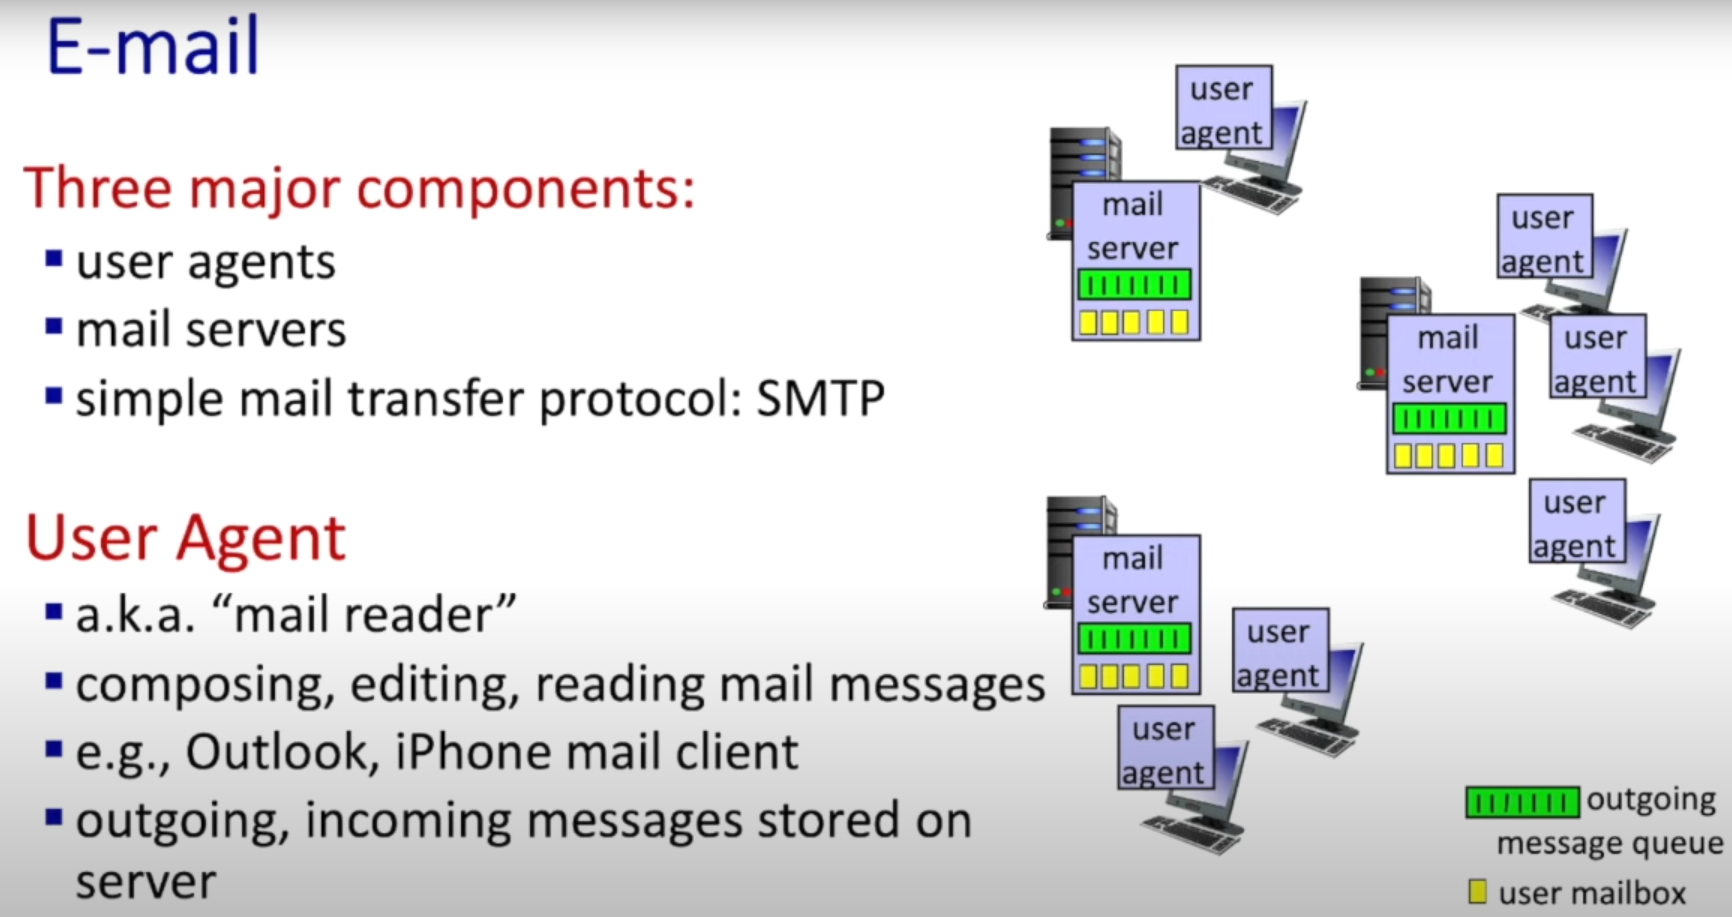 E-mail
Three major components:
user agents
mail servers
simple mail transfer protocol: SMTP
User Agent
a.k.a. “mail reader”
composing, editing, reading mail messages
e.g., Outlook, iPhone mail client
outgoing, incoming messages stored on
server
user
agent
mail
server
user
agent
mail
server
user
agent
user
agent
mail
server
user
agent
user
agent
outgoing
message queue
user mailbox